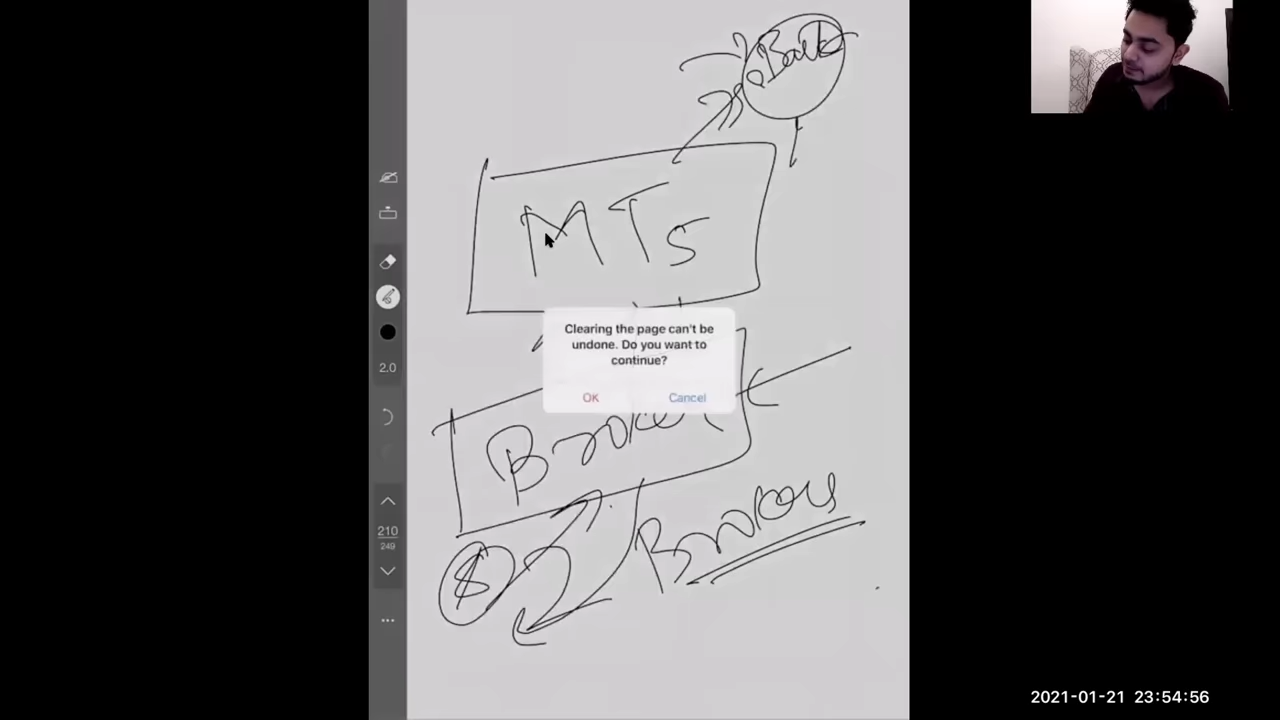 Bank
MTs
Clearing the page can't be
undone. Do you want to
continue?
OK Cancel
Broker
Brokers
$
2.0
210
249
2021-01-21 23:54:56